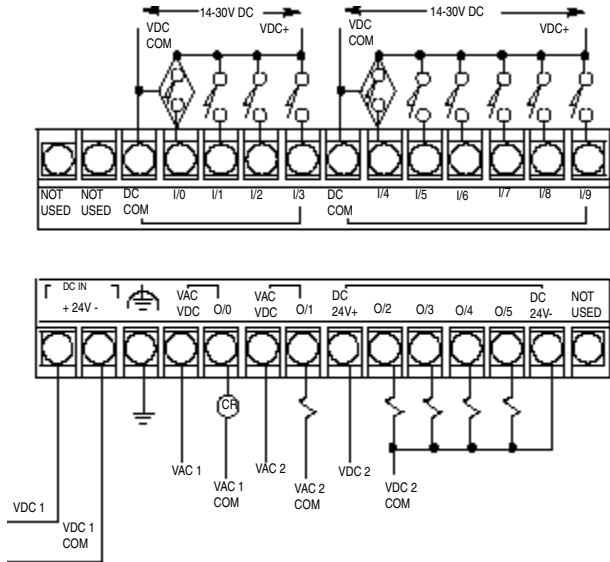 14-30V DC
14-30V DC
VDC
COM
VDC+
VDC
COM
VDC+
NOT
USED
NOT
USED
DC
COM
I/0
I/1
I/2
I/3
DC
COM
I/4
I/5
I/6
I/7
I/8
I/9
DC IN
+ 24V -
VAC
VDC
O/0
VAC
VDC
O/1
DC
24V+
O/2
O/3
O/4
O/5
DC
24V-
NOT
USED
CR
VAC 1
VAC 1
COM
VAC 2
VAC 2
COM
VDC 2
VDC 2
COM
VDC 1
VDC 1
COM